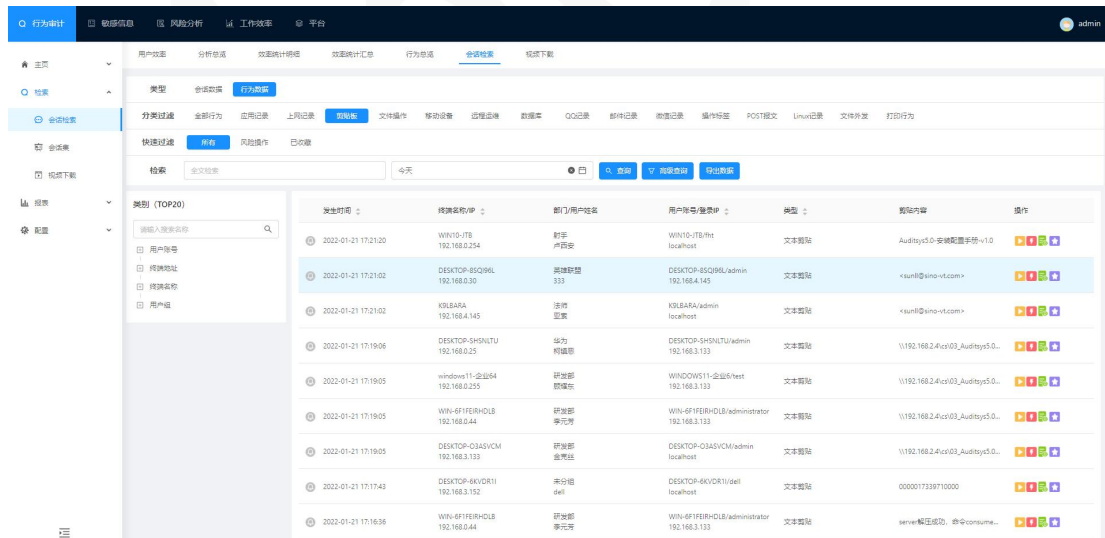 行为审计 敏感信息 风险分析 工作效率 平台 admin
用户效率 分析总览 效率统计明细 效率统计汇总 行为总览 会话检索 视频下载
主页
检索
会话检索
会话集
视频下载
报表
配置
类型 会话数据 行为数据
分类过滤 全部行为 应用记录 上网记录 剪贴板 文件操作 移动设备 远程运维 数据库 QQ记录 邮件记录 微信记录 操作标签 POST报文 Linux记录 文件外发 打印行为
快速过滤 所有 风险操作 已收藏
检索 全文检索 今天 查询 高级查询 导出数据
类别（TOP20）
请输入搜索名称
用户账号
终端地址
终端名称
用户组
发生时间 终端名称/IP 部门/用户姓名 用户账号/登录IP 类型 剪贴内容 操作
2022-01-21 17:21:20 WIN10-JTB 射手 WIN10-JTB/fht 文本剪贴 Auditsys5.0-安装配置手册-v1.0
192.168.0.254 卢西安 localhost
2022-01-21 17:21:02 DESKTOP-8SQI96L 英雄联盟 DESKTOP-8SQI96L/admin 文本剪贴 <sunll@sino-vt.com>
192.168.0.30 333 192.168.4.145
2022-01-21 17:21:02 K9LBARA 法师 K9LBARA/admin 文本剪贴 <sunll@sino-vt.com>
192.168.4.145 亚索 localhost
2022-01-21 17:19:06 DESKTOP-SHSNLTU 华为 DESKTOP-SHSNLTU/admin 文本剪贴 \\192.168.2.4\cs\03_Auditsys5.0...
192.168.0.25 192.168.3.133
2022-01-21 17:19:05 windows11-企业64 研发部 WINDOWS11-企业6/test 文本剪贴 \\192.168.2.4\cs\03_Auditsys5.0...
192.168.0.255 192.168.3.133
2022-01-21 17:19:05 WIN-6F1FEIRHDLB 研发部 WIN-6F1FEIRHDLB/administrator 文本剪贴 \\192.168.2.4\cs\03_Auditsys5.0...
192.168.0.44 李元芳 192.168.3.133
2022-01-21 17:19:05 DESKTOP-O3ASVCM 研发部 DESKTOP-O3ASVCM/admin 文本剪贴 \\192.168.2.4\cs\03_Auditsys5.0...
192.168.3.133 localhost
2022-01-21 17:17:43 DESKTOP-6KVDR1I 未分组 DESKTOP-6KVDR1I/dell 文本剪贴 0000017339710000
192.168.3.152 dell localhost
2022-01-21 17:16:36 WIN-6F1FEIRHDLB 研发部 WIN-6F1FEIRHDLB/administrator 文本剪贴 server解压成功，命令consume...
192.168.0.44 李元芳 192.168.3.133